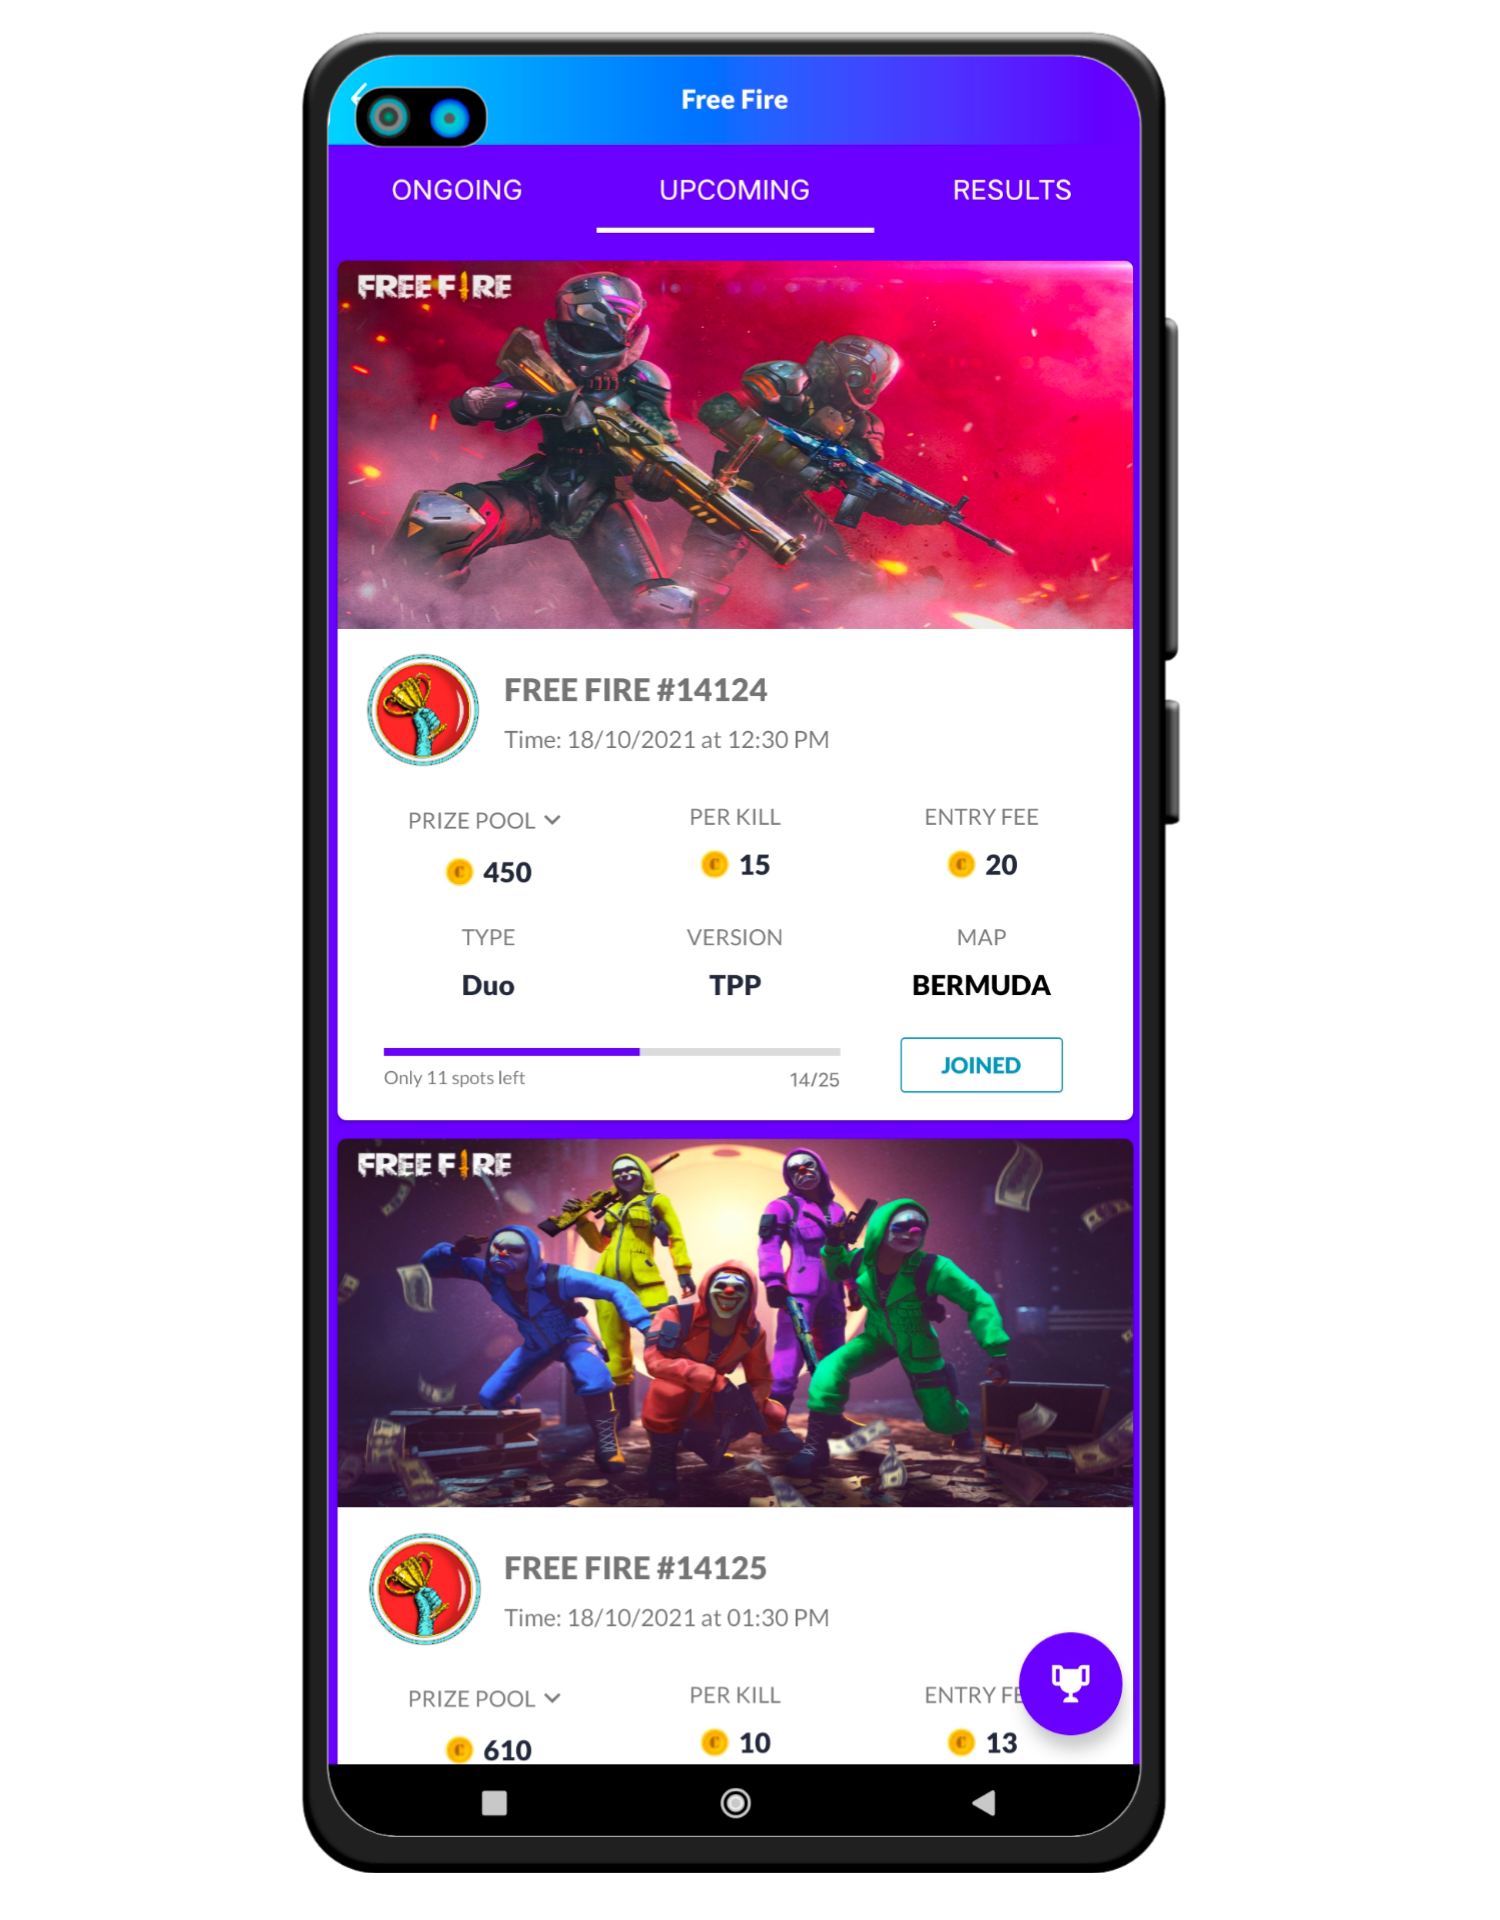 Free Fire
ONGOING UPCOMING RESULTS
FREE FIRE
FREE FIRE #14124
Time: 18/10/2021 at 12:30 PM
PRIZE POOL PER KILL ENTRY FEE
450 15 20
TYPE VERSION MAP
Duo TPP BERMUDA
Only 11 spots left 14/25 JOINED
FREE FIRE
FREE FIRE #14125
Time: 18/10/2021 at 01:30 PM
PRIZE POOL PER KILL ENTRY
610 10 13